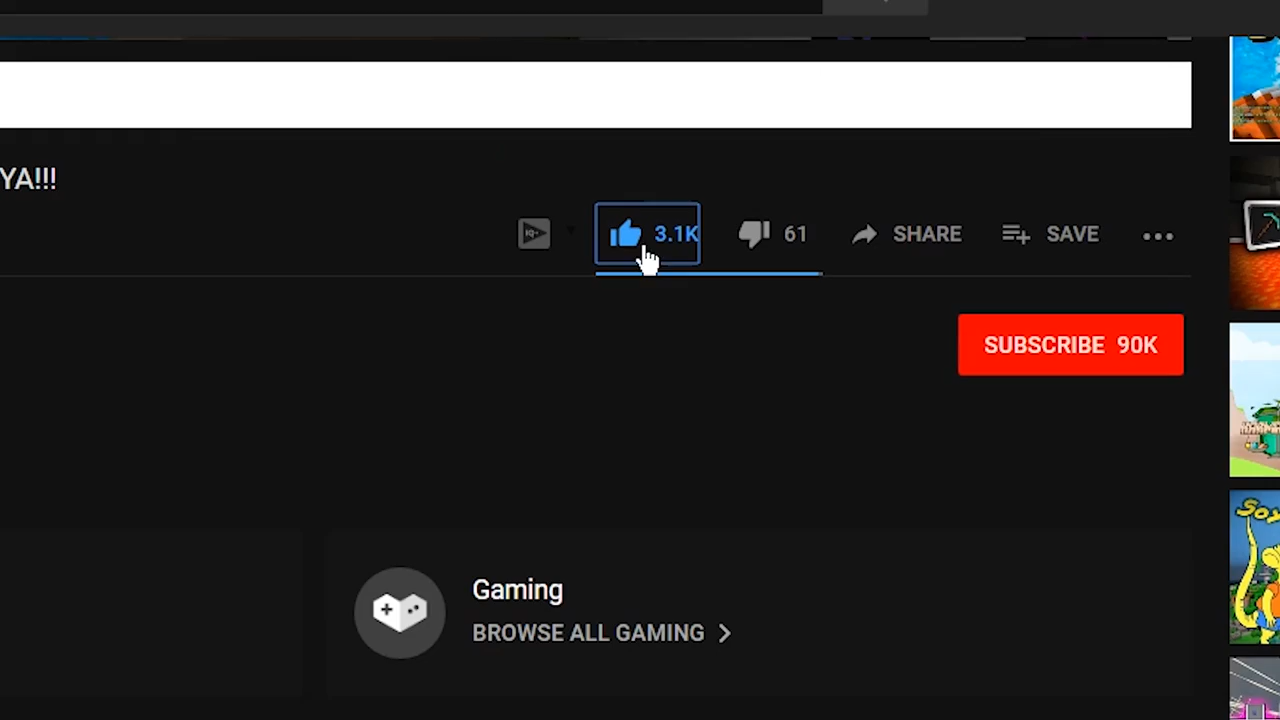 YA!!!
3.1K
61
SHARE
SAVE
SUBSCRIBE 90K
Gaming
BROWSE ALL GAMING